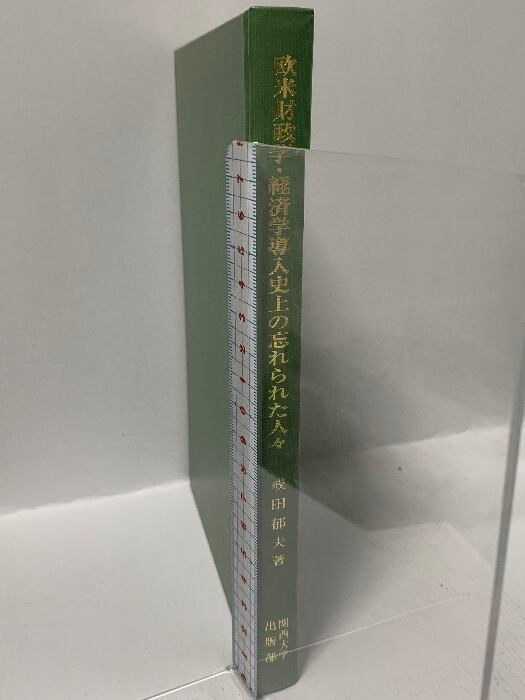 欧米財政学・経済学導入史上の忘れられた人々
戒田郁夫著
関西大学
出版部